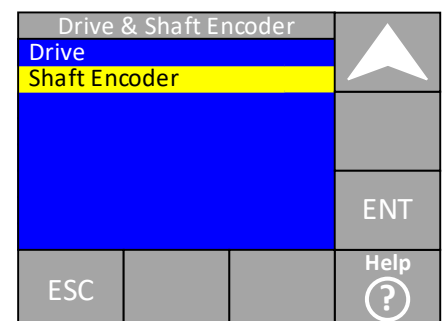 Drive & Shaft Encoder
Drive
Shaft Encoder
ENT
ESC
Help
?